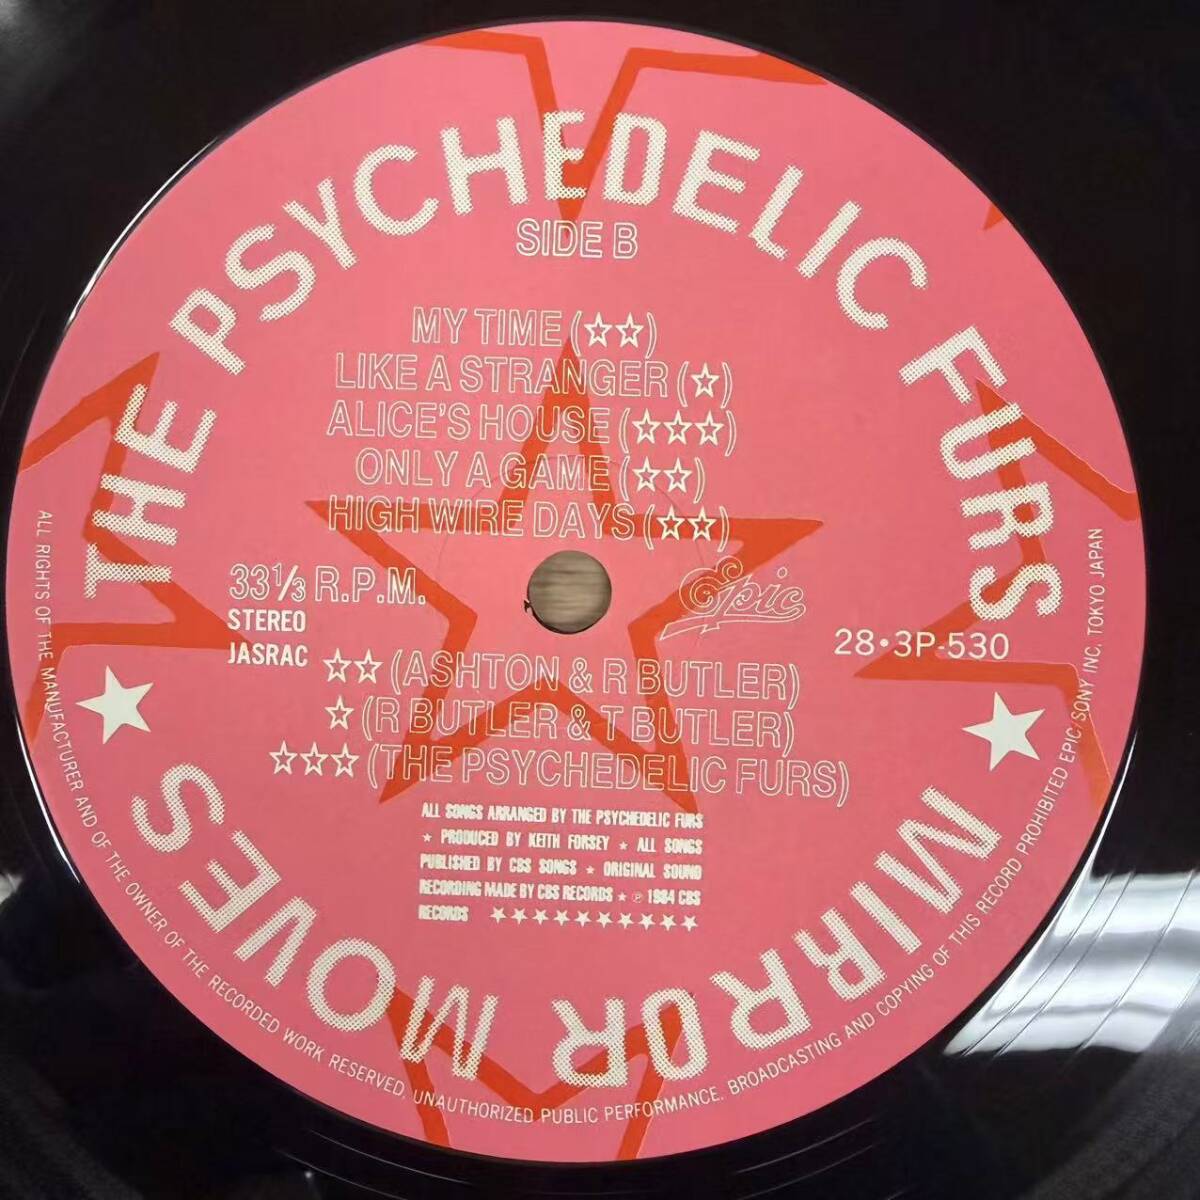 THE PSYCHEDELIC FURS
SIDE B
MY TIME (☆☆)
LIKE A STRANGER (☆)
ALICE'S HOUSE (☆☆☆)
ONLY A GAME (☆☆)
HIGH WIRE DAYS (☆☆)
33⅓ R.P.M.
STEREO
JASRAC
Epic
28・3P-530
☆☆ (ASHTON & R BUTLER)
☆ (R BUTLER & T BUTLER)
☆☆☆ (THE PSYCHEDELIC FURS)
ALL SONGS ARRANGED BY THE PSYCHEDELIC FURS
★ PRODUCED BY KEITH FORSEY ★ ALL SONGS
PUBLISHED BY CBS SONGS ★ ORIGINAL SOUND
RECORDING MADE BY CBS RECORDS ★ ℗ 1984 CBS
RECORDS ★★★★★★★★★★
★ MIRROR MOVES ★
ALL RIGHTS OF THE MANUFACTURER AND OF THE OWNER OF THE RECORDED WORK RESERVED. UNAUTHORIZED PUBLIC PERFORMANCE. BROADCASTING AND COPYING OF THIS RECORD PROHIBITED EPIC/SONY INC. TOKYO JAPAN